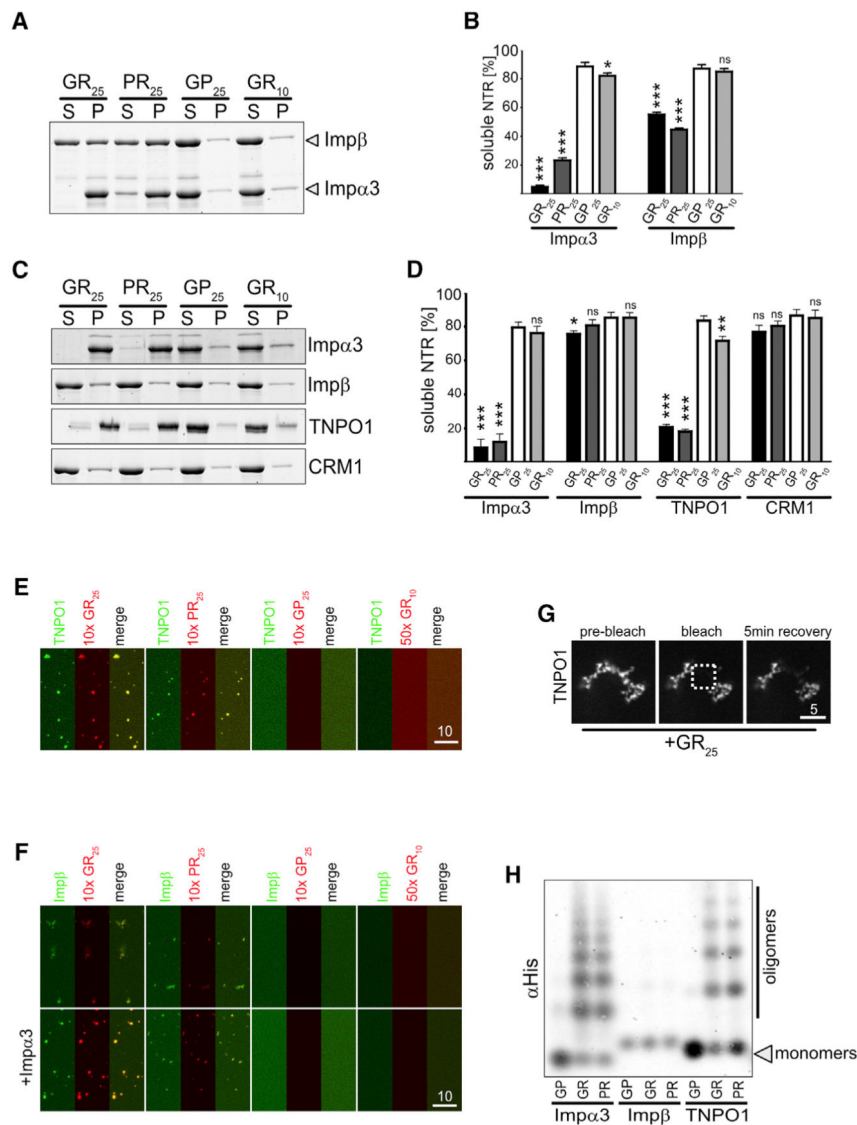 A
GR25 PR25 GP25 GR10
S P S P S P S P
Impβ
Impα3
B
soluble NTR [%]
100
80
60
40
20
*** *** * *** *** ns
GR25 PR25 GP25 GR10 GR25 PR25 GP25 GR10
Impα3 Impβ
C
GR25 PR25 GP25 GR10
S P S P S P S P
Impα3
Impβ
TNPO1
CRM1
D
soluble NTR [%]
100
80
60
40
20
*** *** ns * ns ns *** *** ** ns ns ns
GR25 PR25 GP25 GR10 GR25 PR25 GP25 GR10 GR25 PR25 GP25 GR10 GR25 PR25 GP25 GR10
Impα3 Impβ TNPO1 CRM1
E
TNPO1 10x GR25 merge TNPO1 10x PR25 merge TNPO1 10x GP25 merge TNPO1 50x GR10 merge
10
G
pre-bleach bleach 5min recovery
TNPO1
5
+GR25
F
Impβ 10x GR25 merge Impβ 10x PR25 merge Impβ 10x GP25 merge Impβ 50x GR10 merge
+Impα3
10
H
αHis
oligomers
monomers
GP GR PR GP GR PR GP GR PR
Impα3 Impβ TNPO1